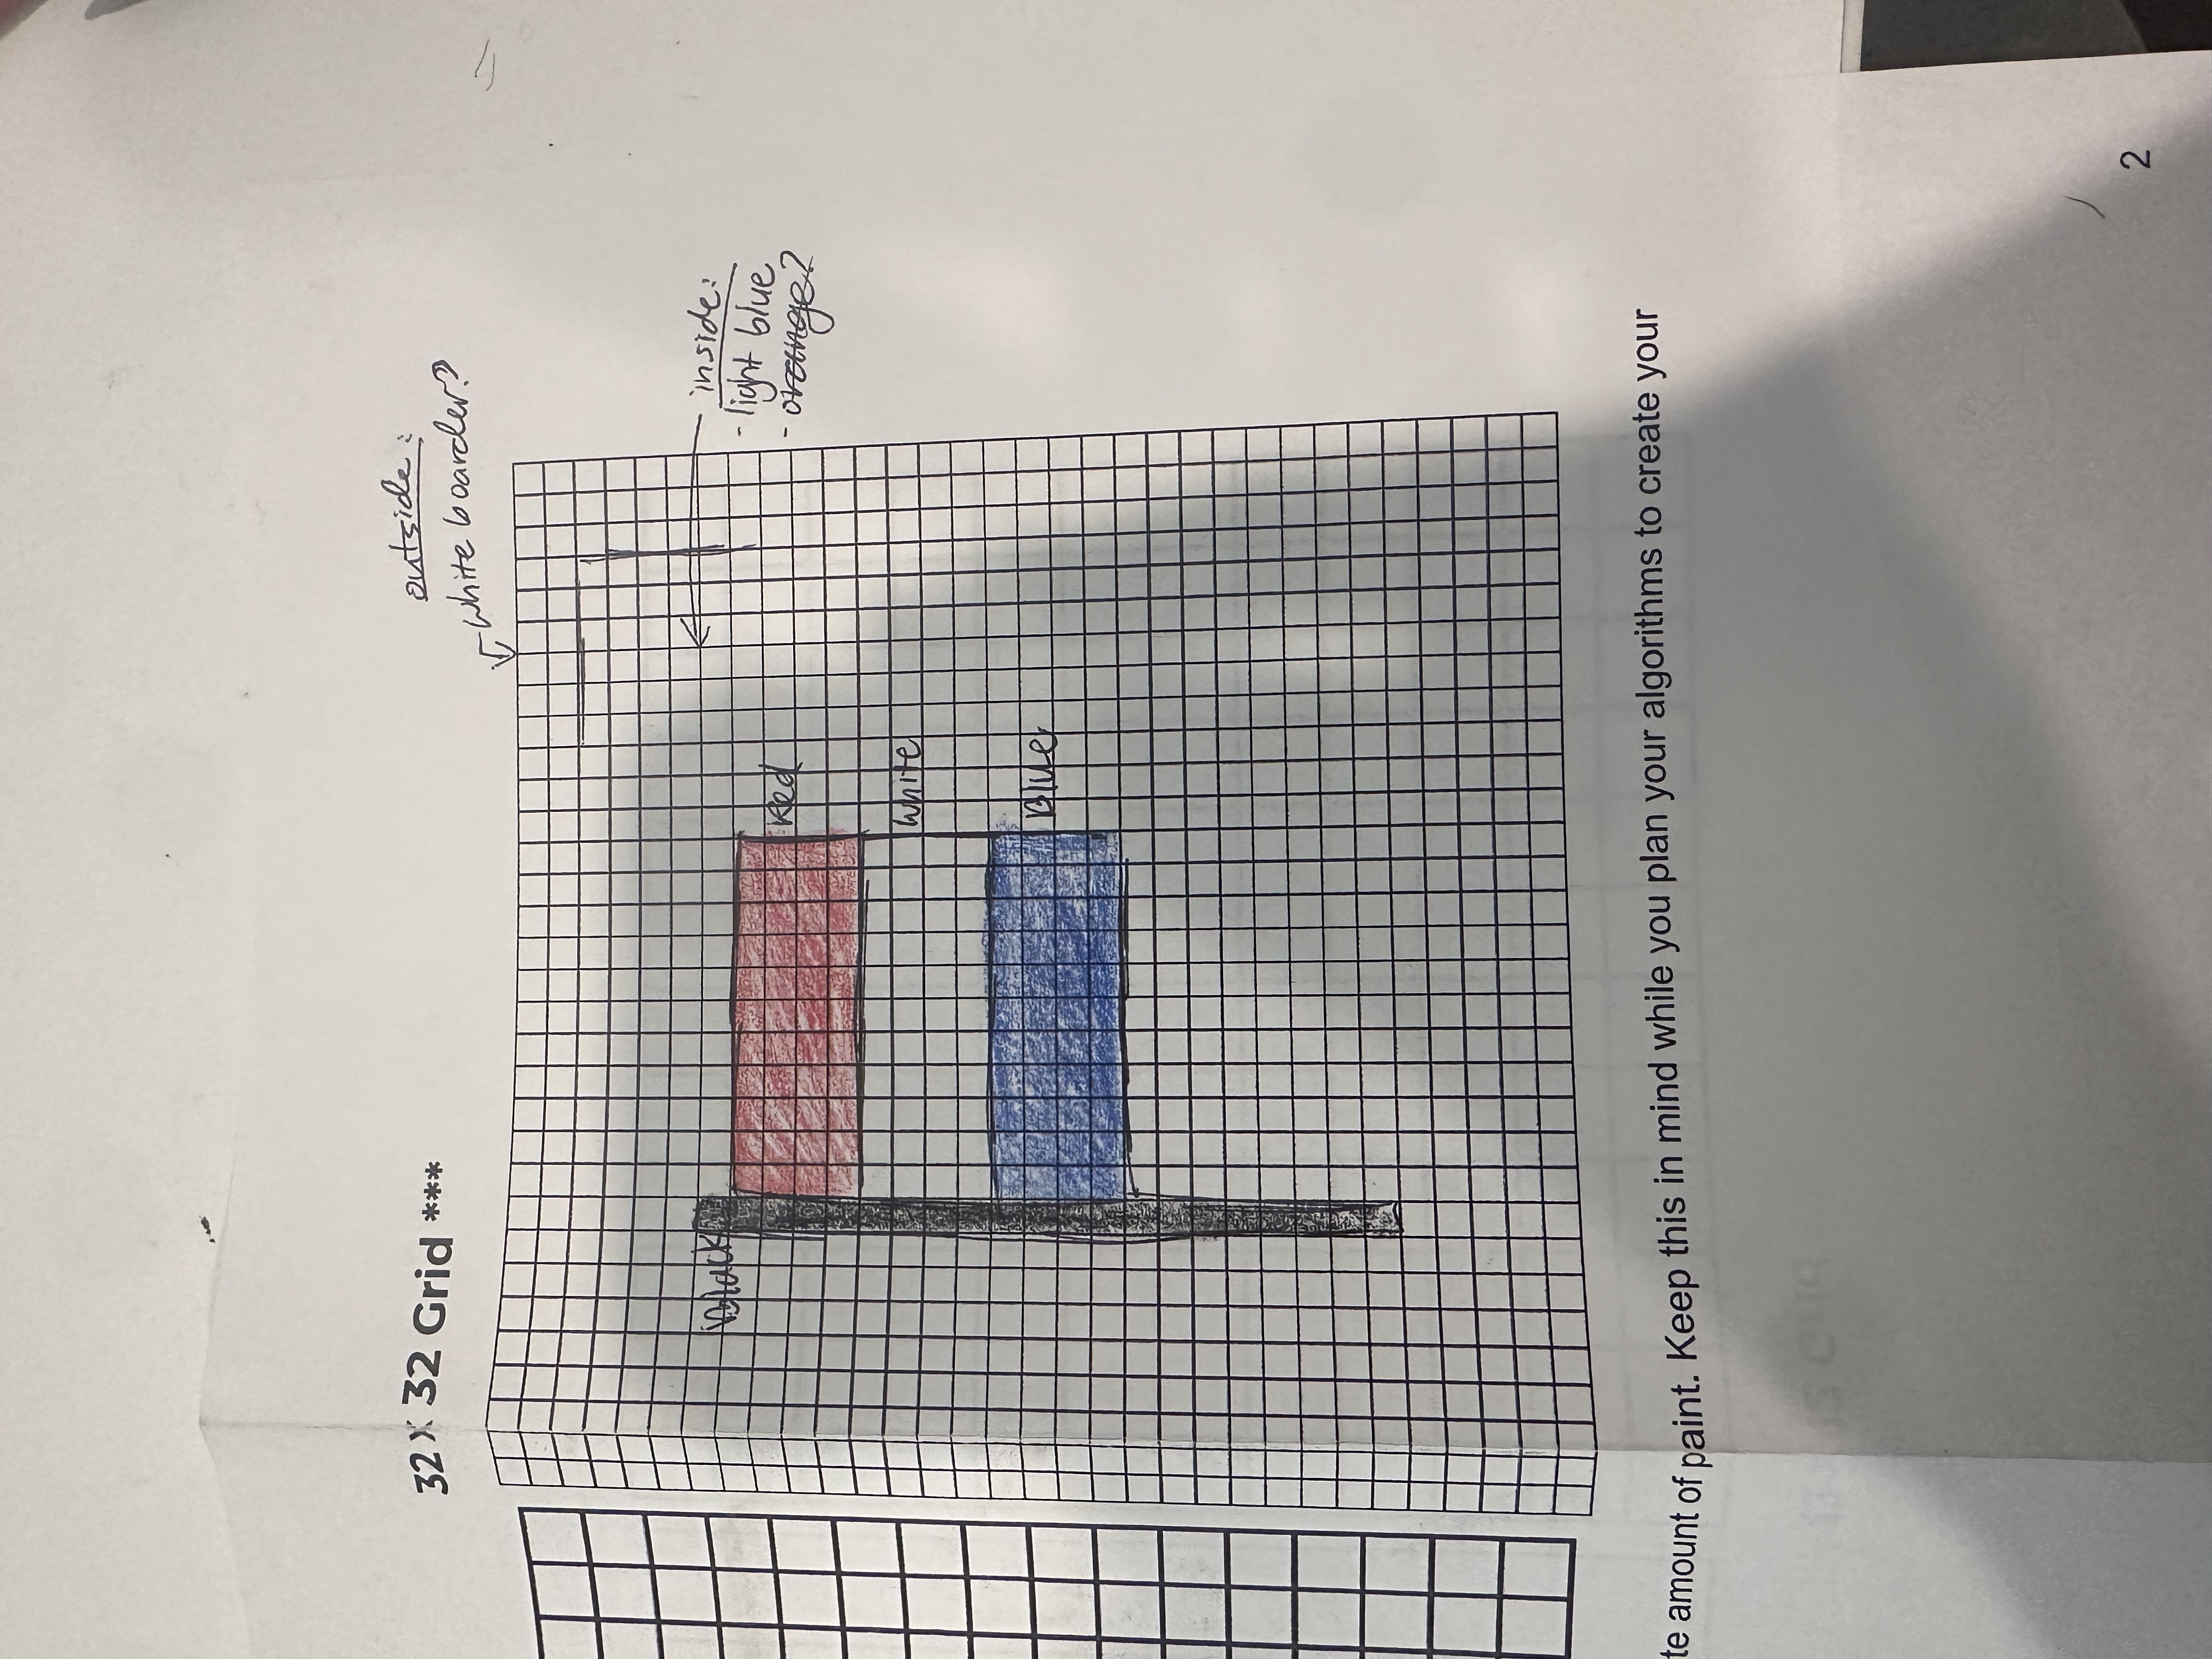 32 x 32 Grid ***
outside:
white boarder?
Black
inside:
- light blue
- orange?
Red
white
Blue
te amount of paint. Keep this in mind while you plan your algorithms to create your
2